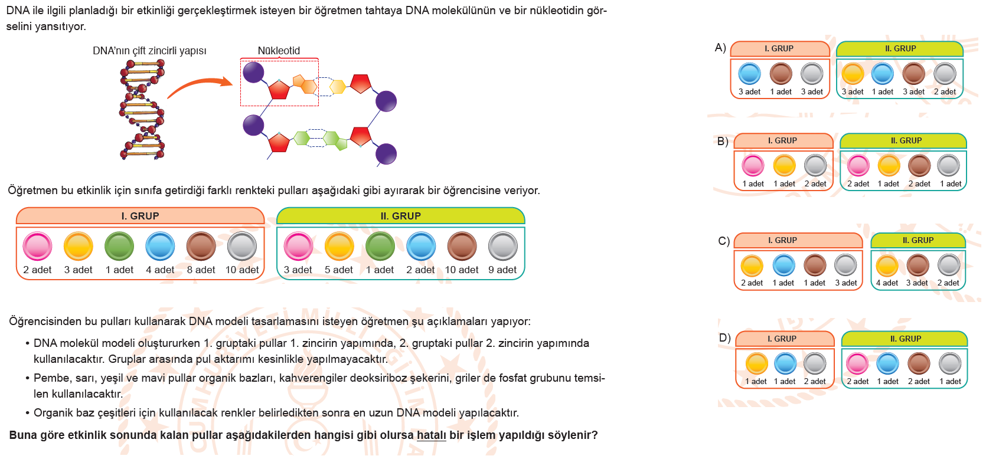 DNA ile ilgili planladığı bir etkinliği gerçekleştirmek isteyen bir öğretmen tahtaya DNA molekülünün ve bir nükleotidin gör-
selini yansıtıyor.
DNA'nın çift zincirli yapısı
Nükleotid
Öğretmen bu etkinlik için sınıfa getirdiği farklı renkteki pulları aşağıdaki gibi ayırarak bir öğrencisine veriyor.
I. GRUP
2 adet 3 adet 1 adet 4 adet 8 adet 10 adet
II. GRUP
3 adet 5 adet 1 adet 2 adet 10 adet 9 adet
Öğrencisinden bu pulları kullanarak DNA modeli tasarlamasını isteyen öğretmen şu açıklamaları yapıyor:
• DNA molekül modeli oluştururken 1. gruptaki pullar 1. zincirin yapımında, 2. gruptaki pullar 2. zincirin yapımında
kullanılacaktır. Gruplar arasında pul aktarımı kesinlikle yapılmayacaktır.
• Pembe, sarı, yeşil ve mavi pullar organik bazları, kahverengiler deoksiriboz şekerini, griler de fosfat grubunu temsi-
len kullanılacaktır.
• Organik baz çeşitleri için kullanılacak renkler belirledikten sonra en uzun DNA modeli yapılacaktır.
Buna göre etkinlik sonunda kalan pullar aşağıdakilerden hangisi gibi olursa hatalı bir işlem yapıldığı söylenir?
A)
I. GRUP
3 adet 1 adet 3 adet
II. GRUP
3 adet 1 adet 3 adet 2 adet
B)
I. GRUP
1 adet 1 adet 2 adet
II. GRUP
2 adet 1 adet 2 adet 1 adet
C)
I. GRUP
2 adet 1 adet 1 adet 3 adet
II. GRUP
4 adet 3 adet 2 adet
D)
I. GRUP
1 adet 1 adet 2 adet
II. GRUP
2 adet 1 adet 2 adet 1 adet